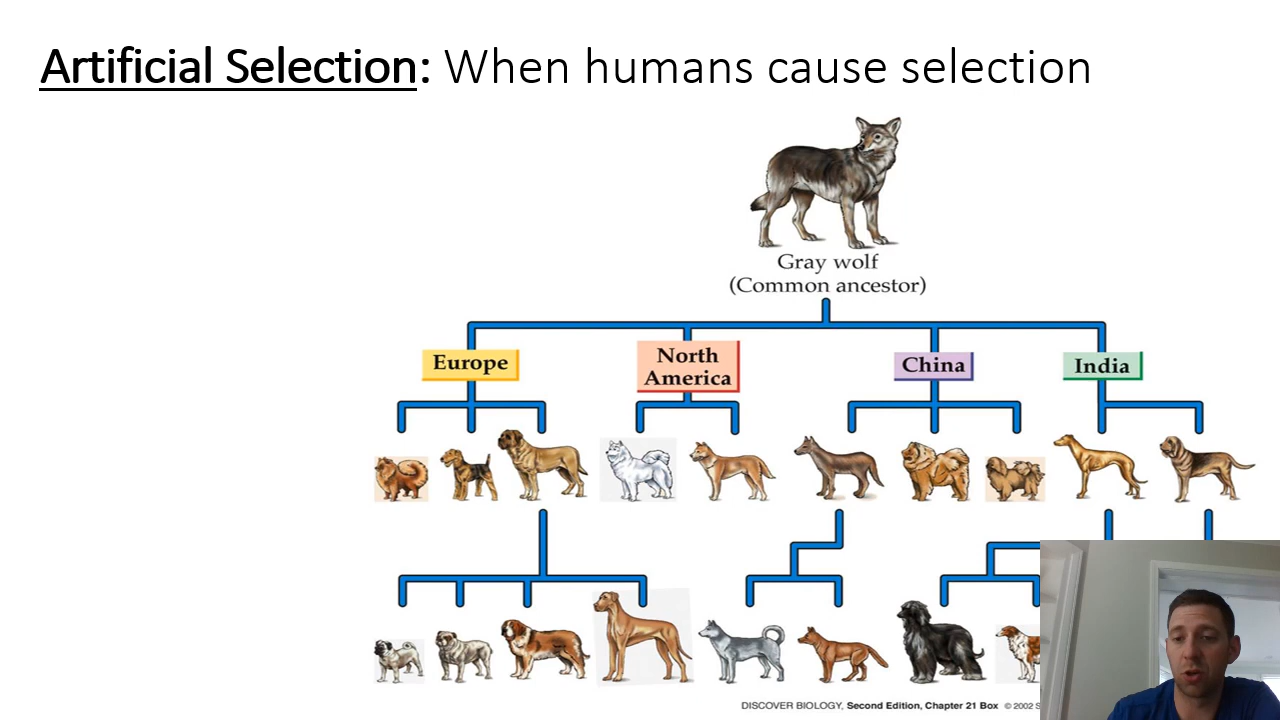 Artificial Selection: When humans cause selection
Gray wolf
(Common ancestor)
Europe
North
America
China
India
DISCOVER BIOLOGY, Second Edition, Chapter 21 Box © 2002 S